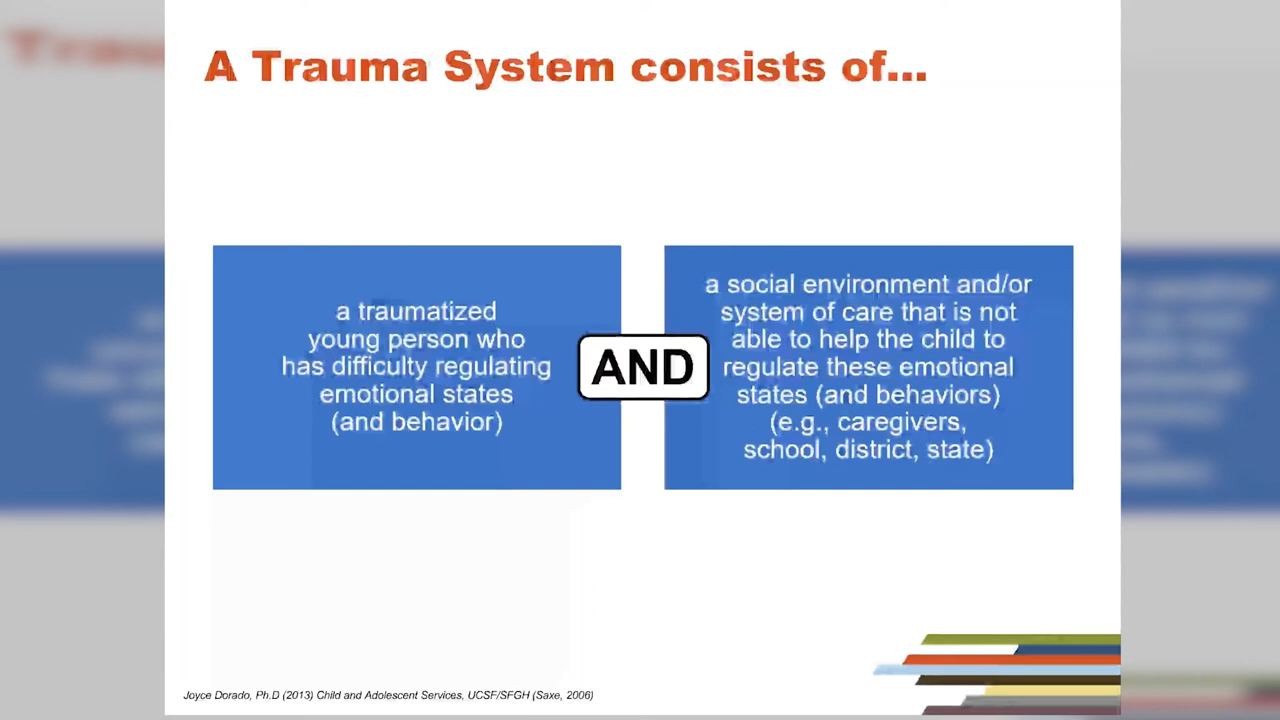 A Trauma System consists of...
a traumatized
young person who
has difficulty regulating
emotional states
(and behavior)
AND
a social environment and/or
system of care that is not
able to help the child to
regulate these emotional
states (and behaviors)
(e.g., caregivers,
school, district, state)
Joyce Dorado, Ph.D (2013) Child and Adolescent Services, UCSF/SFGH (Saxe, 2006)